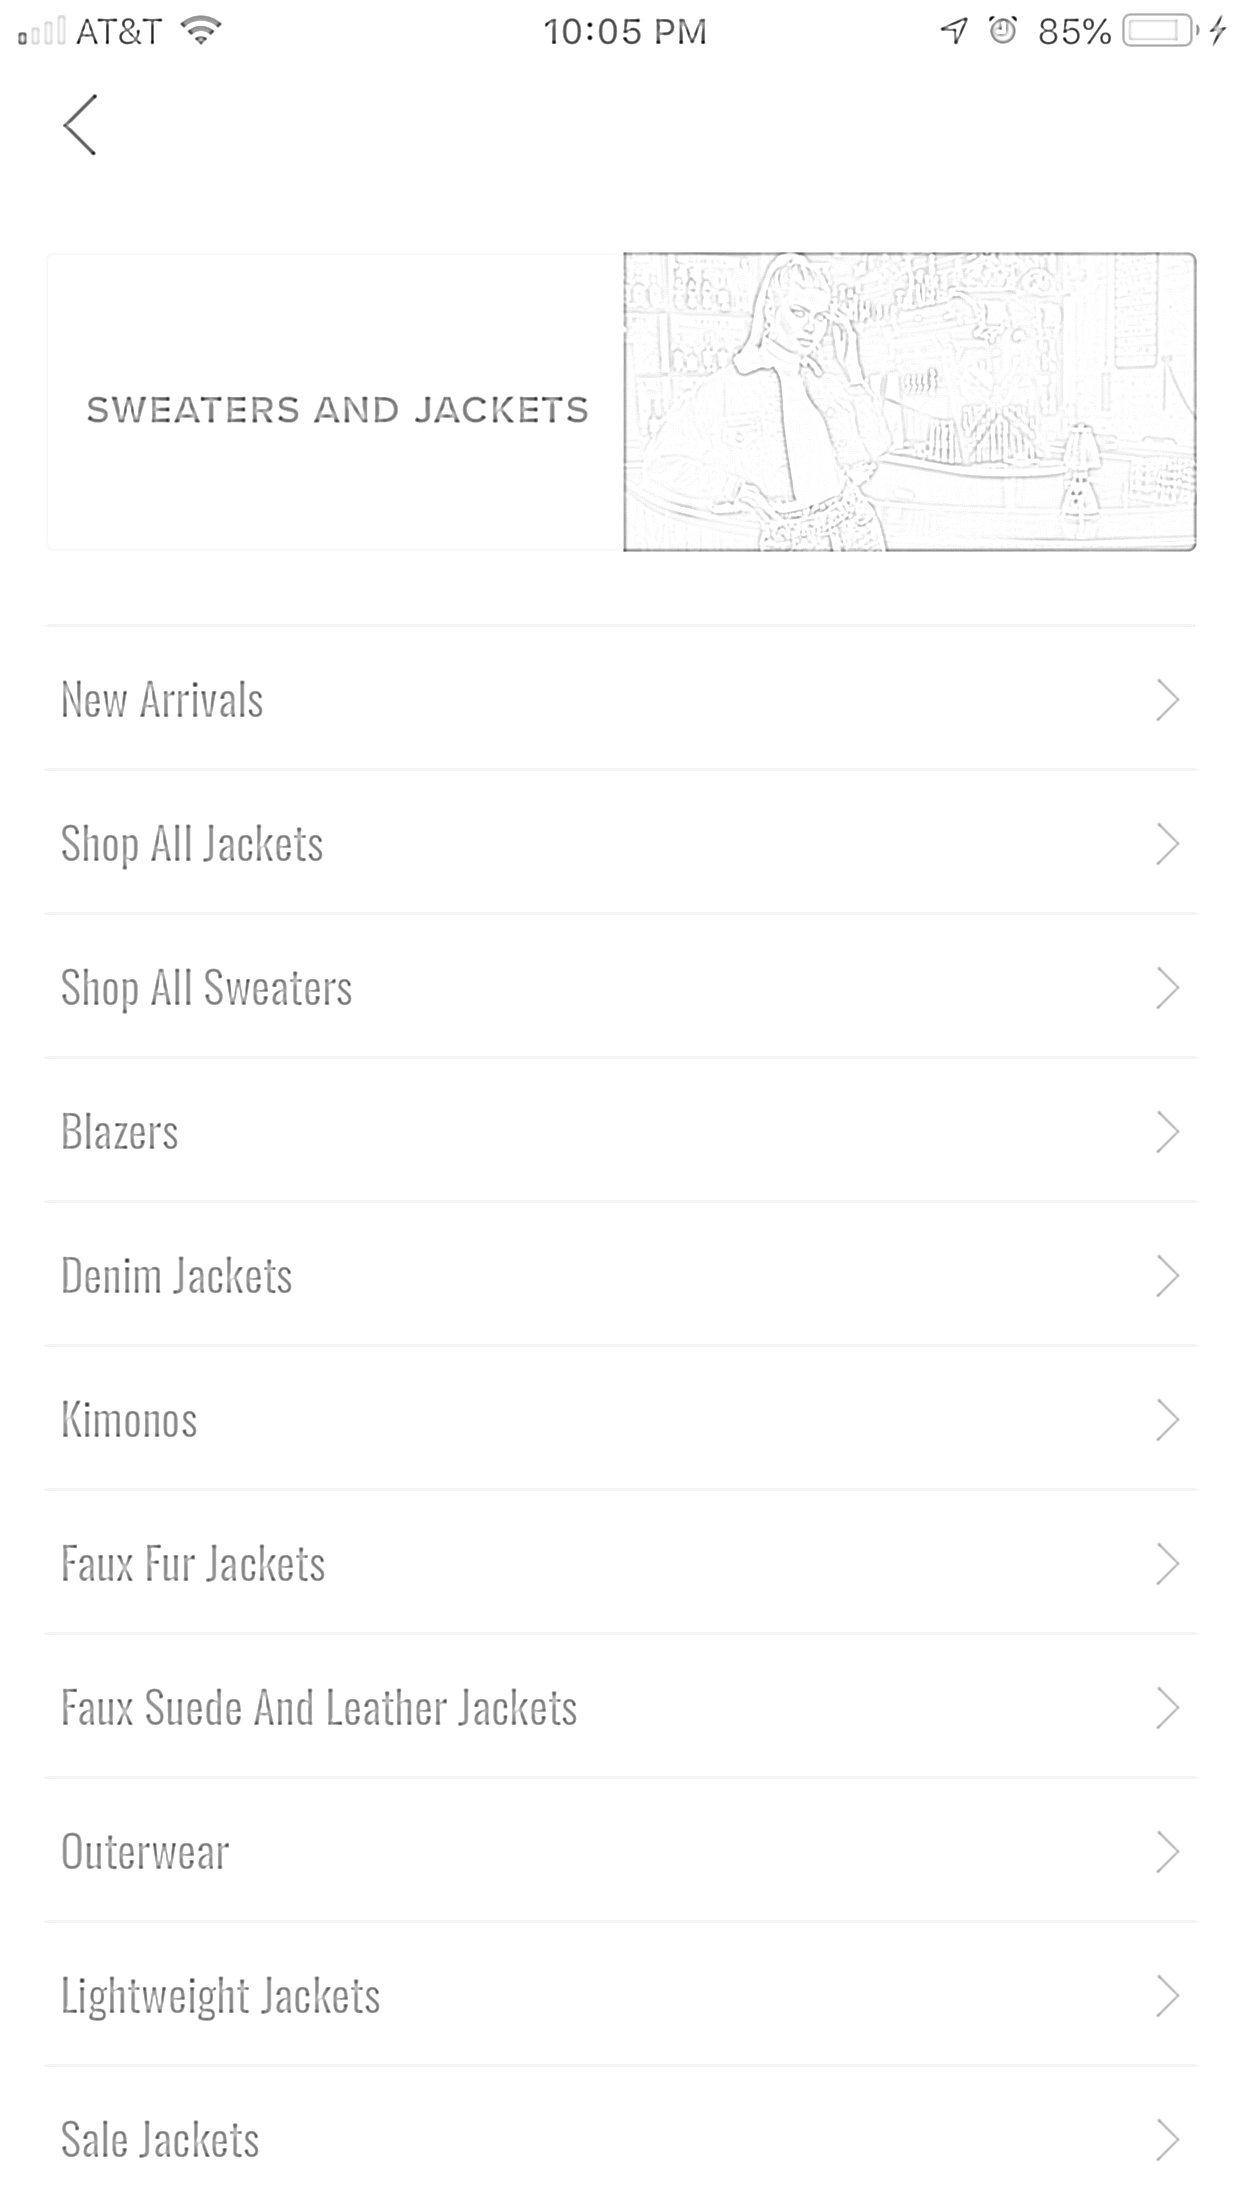 AT&T 10:05 PM 85%
SWEATERS AND JACKETS
New Arrivals
Shop All Jackets
Shop All Sweaters
Blazers
Denim Jackets
Kimonos
Faux Fur Jackets
Faux Suede And Leather Jackets
Outerwear
Lightweight Jackets
Sale Jackets